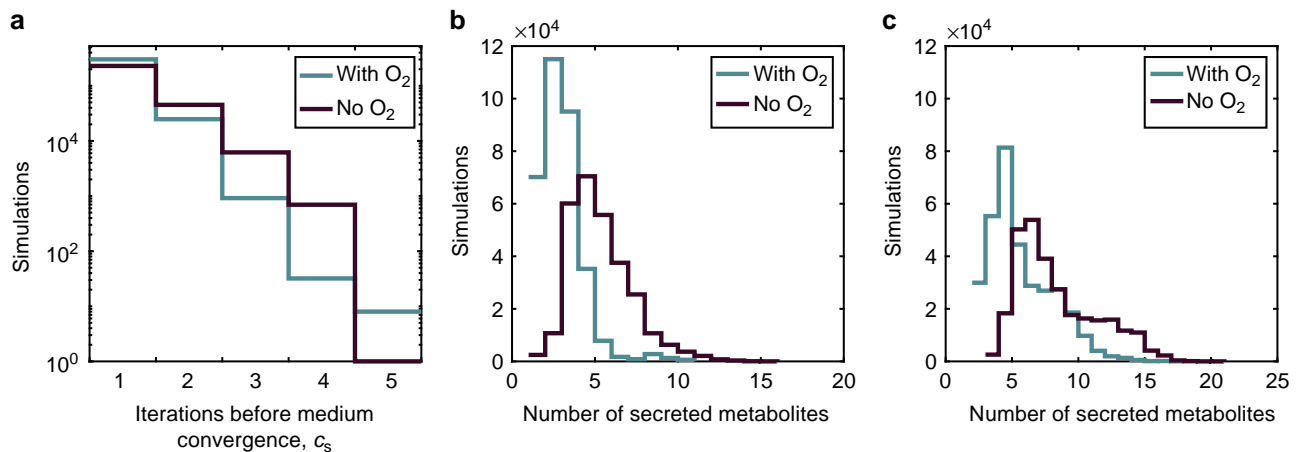 a
With O2
No O2
10^4
10^2
10^0
Simulations
1 2 3 4 5
Iterations before medium
convergence, cs
b
×10^4
12
10
8
6
4
2
0
Simulations
With O2
No O2
0 5 10 15 20
Number of secreted metabolites
c
×10^4
12
10
8
6
4
2
0
Simulations
With O2
No O2
0 5 10 15 20 25
Number of secreted metabolites